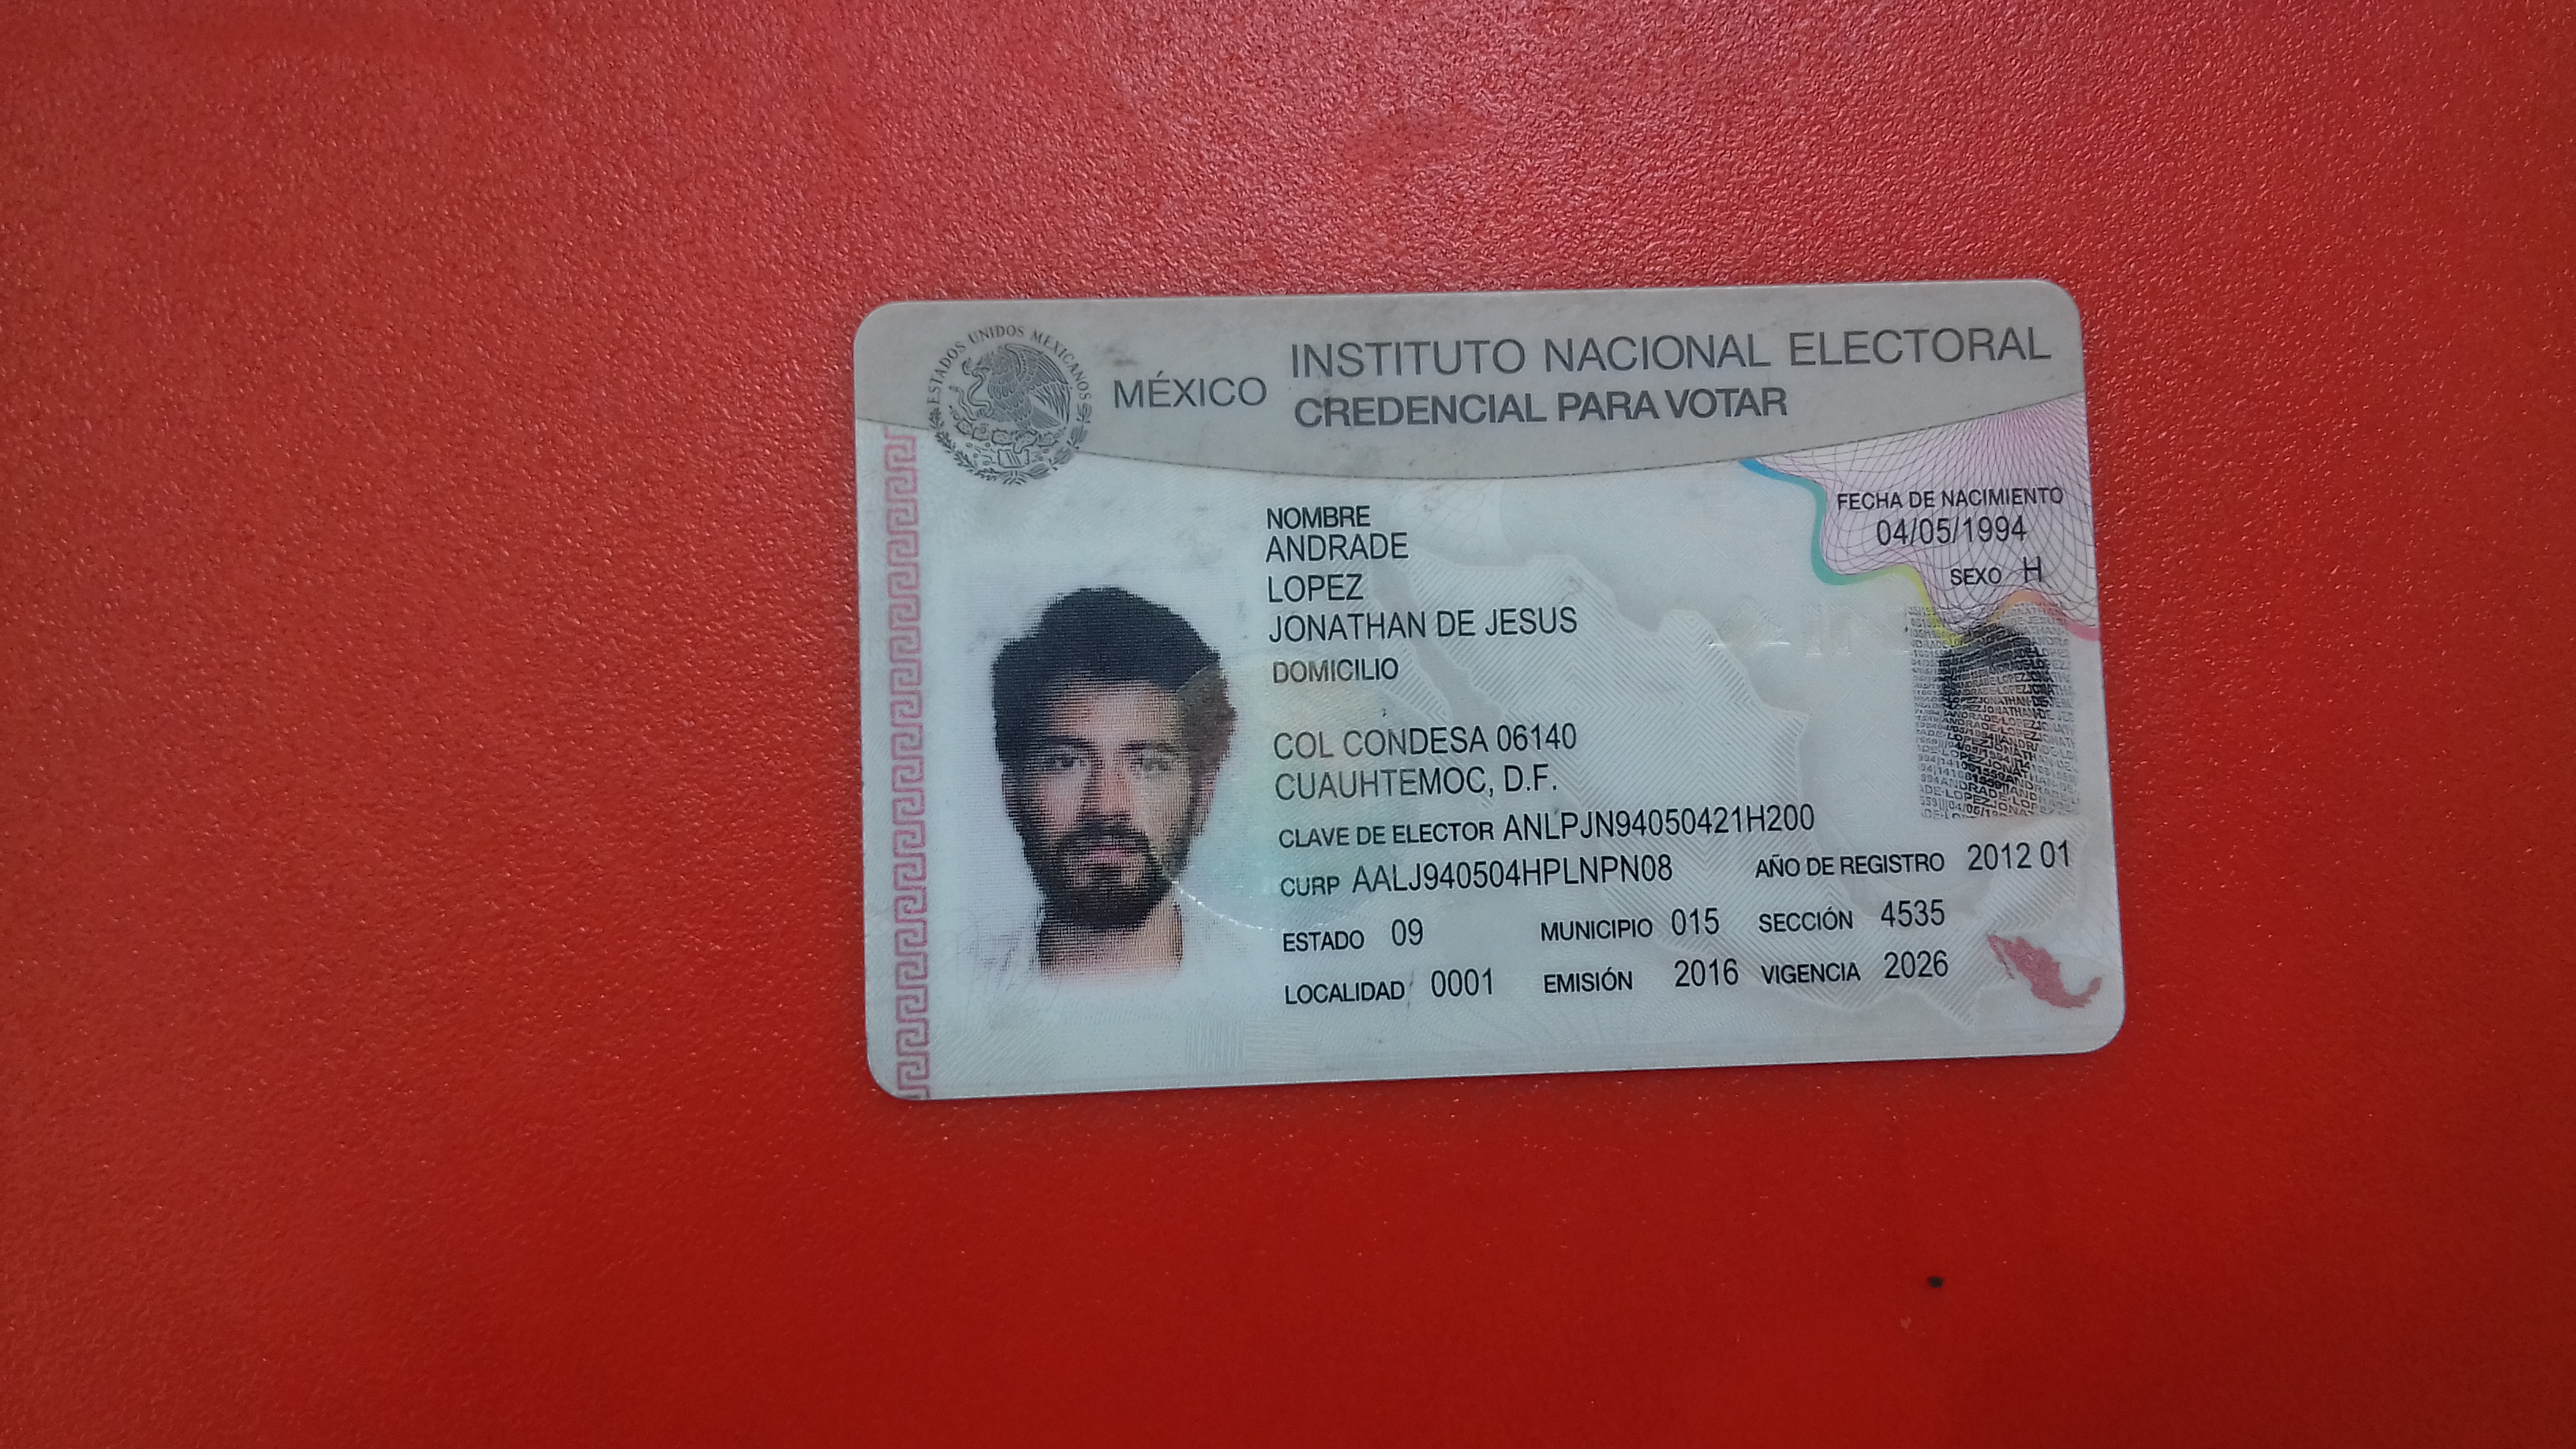 ESTADOS UNIDOS MEXICANOS
MÉXICO
INSTITUTO NACIONAL ELECTORAL
CREDENCIAL PARA VOTAR
NOMBRE
ANDRADE
LOPEZ
JONATHAN DE JESUS
FECHA DE NACIMIENTO
04/05/1994
SEXO H
DOMICILIO
COL CONDESA 06140
CUAUHTEMOC, D.F.
CLAVE DE ELECTOR ANLPJN94050421H200
CURP AALJ940504HPLNPN08
AÑO DE REGISTRO 2012 01
ESTADO 09 MUNICIPIO 015 SECCIÓN 4535
LOCALIDAD 0001 EMISIÓN 2016 VIGENCIA 2026